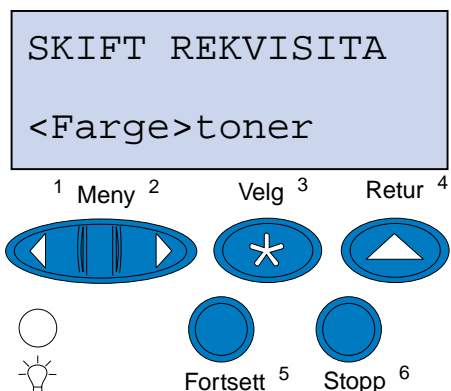 SKIFT REKVISITA
<Farge>toner
1 Meny 2 Velg 3 Retur 4
Fortsett 5 Stopp 6